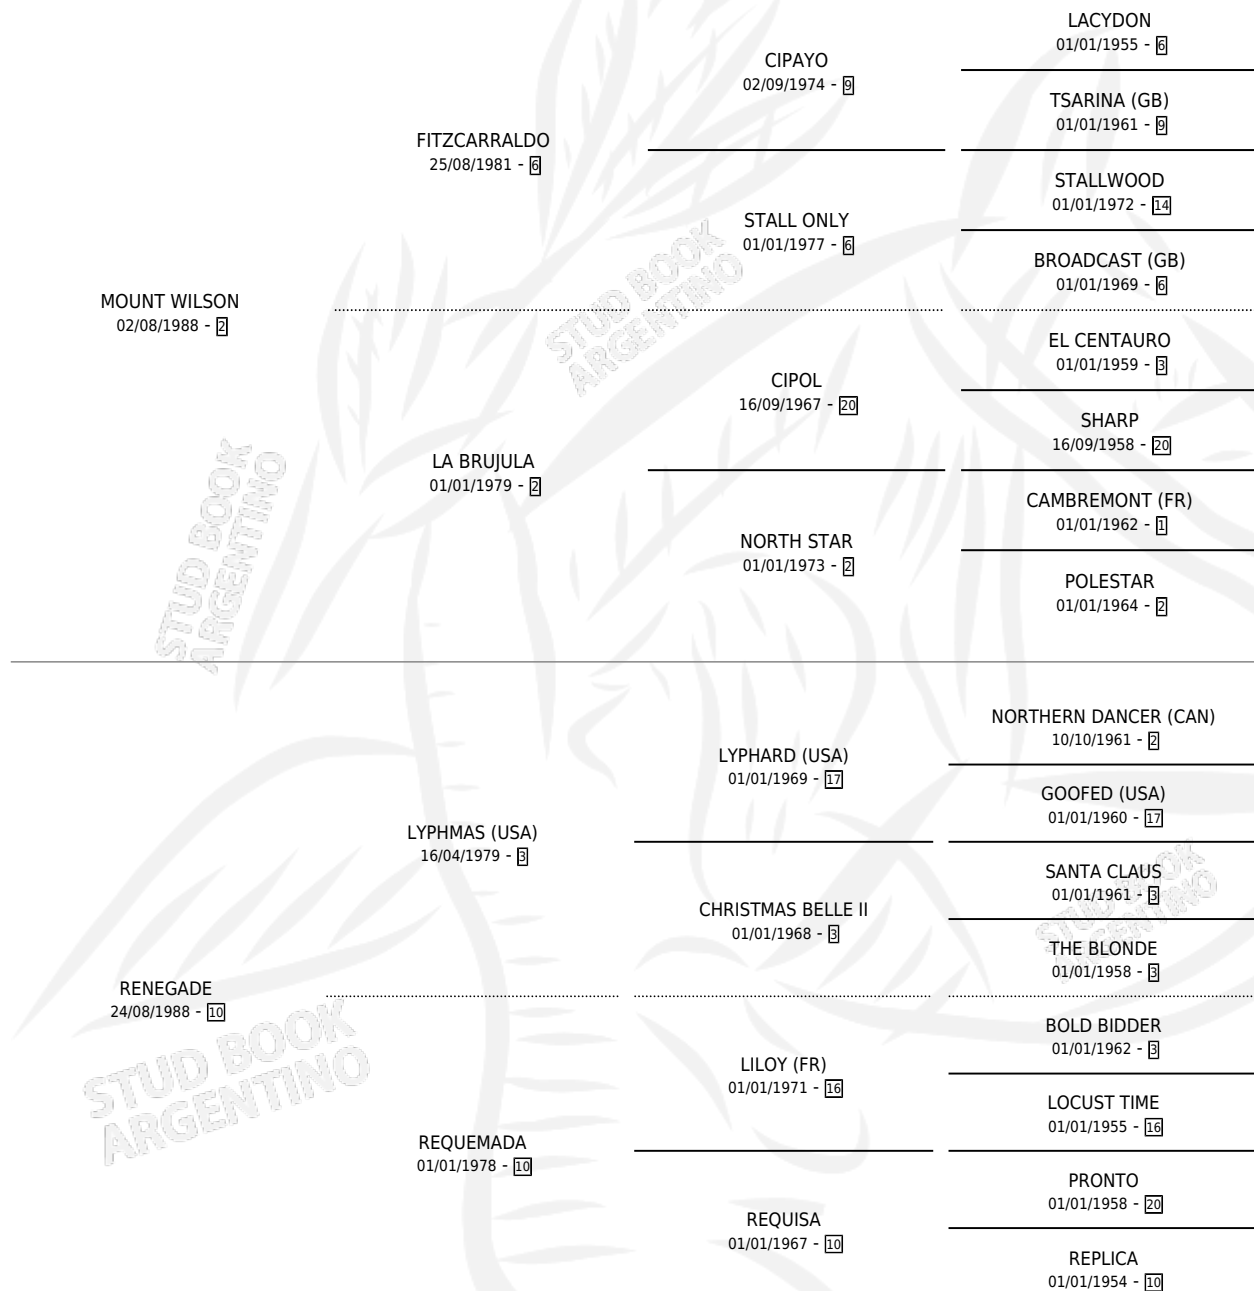 LACYDON
01/01/1955 - 6
CIPAYO
02/09/1974 - 9
TSARINA (GB)
01/01/1961 - 9
FITZCARRALDO
25/08/1981 - 6
STALLWOOD
01/01/1972 - 14
STALL ONLY
01/01/1977 - 6
BROADCAST (GB)
01/01/1969 - 6
MOUNT WILSON
02/08/1988 - 2
EL CENTAURO
01/01/1959 - 3
CIPOL
16/09/1967 - 20
SHARP
16/09/1958 - 20
LA BRUJULA
01/01/1979 - 2
CAMBREMONT (FR)
01/01/1962 - 1
NORTH STAR
01/01/1973 - 2
POLESTAR
01/01/1964 - 2
NORTHERN DANCER (CAN)
10/10/1961 - 2
LYPHARD (USA)
01/01/1969 - 17
GOOFED (USA)
01/01/1960 - 17
LYPHMAS (USA)
16/04/1979 - 3
SANTA CLAUS
01/01/1961 - 3
CHRISTMAS BELLE II
01/01/1968 - 3
THE BLONDE
01/01/1958 - 3
RENEGADE
24/08/1988 - 10
BOLD BIDDER
01/01/1962 - 3
LILOY (FR)
01/01/1971 - 16
LOCUST TIME
01/01/1955 - 16
REQUEMADA
01/01/1978 - 10
PRONTO
01/01/1958 - 20
REQUISA
01/01/1967 - 10
REPLICA
01/01/1954 - 10
STUD BOOK
ARGENTINO
STUD BOOK
ARGENTINO
STUD BOOK
ARGENTINO
STUD BOOK
ARGENTINO